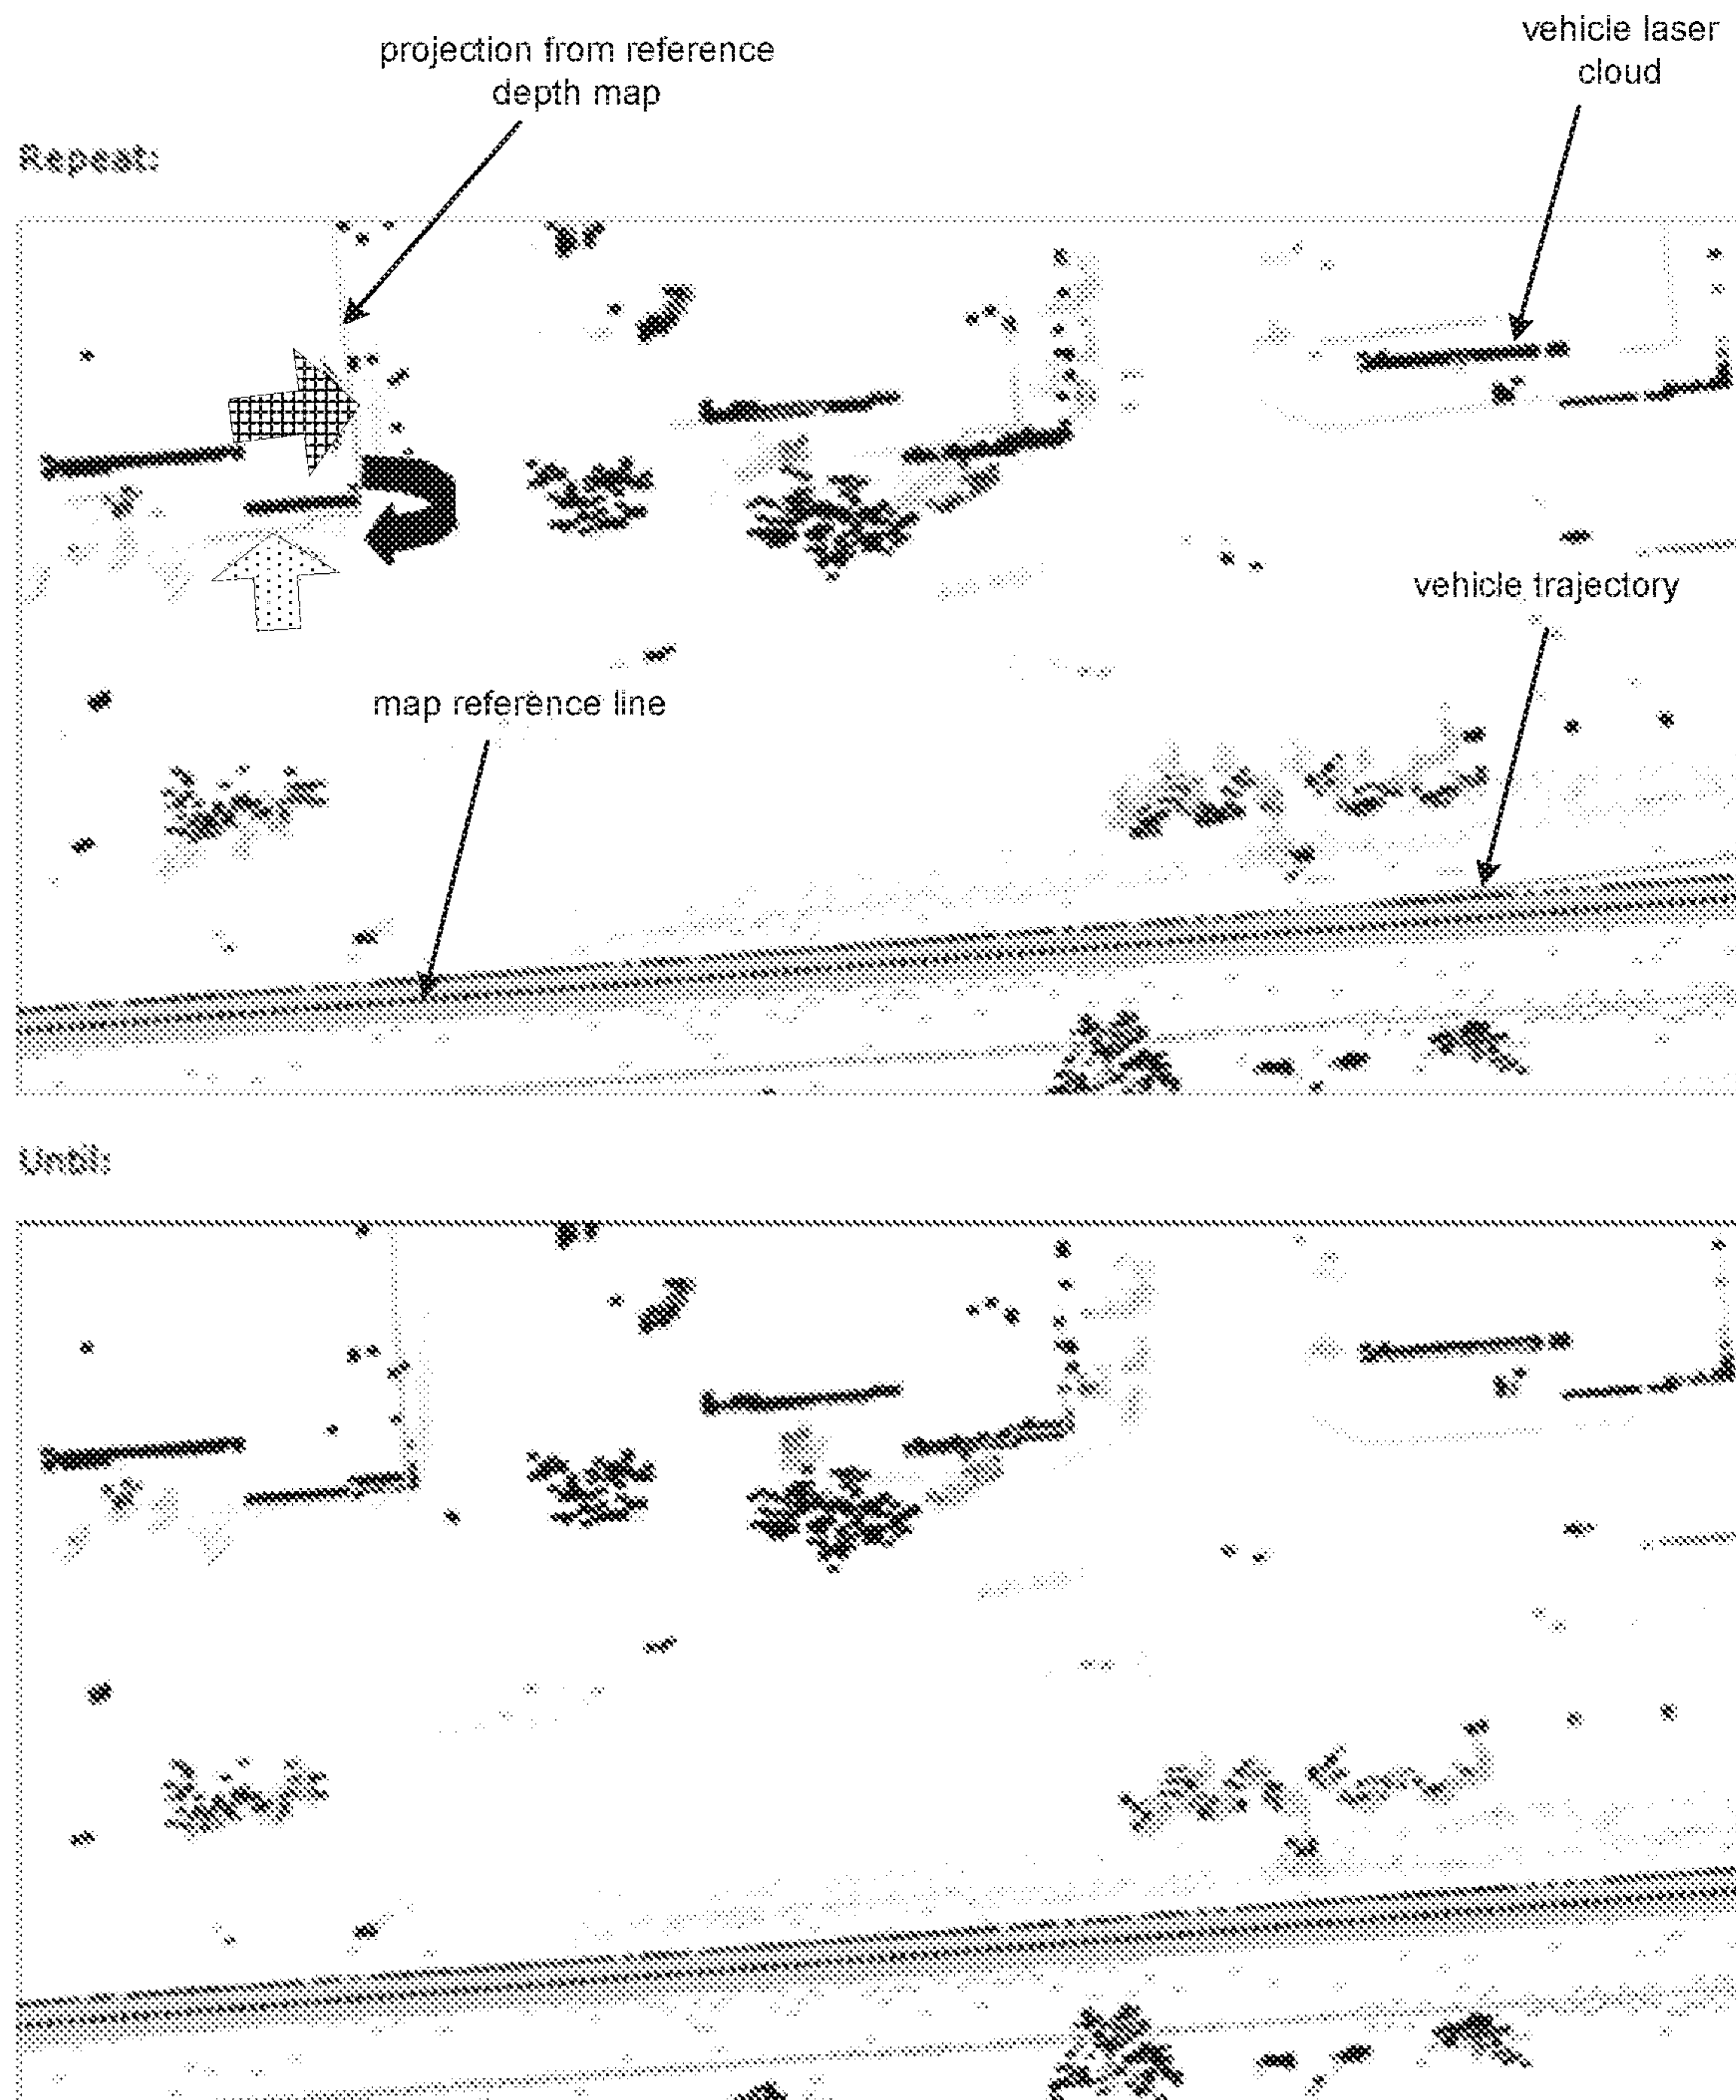 projection from reference
depth map
vehicle laser
cloud
Repeat:
vehicle trajectory
map reference line
Until: